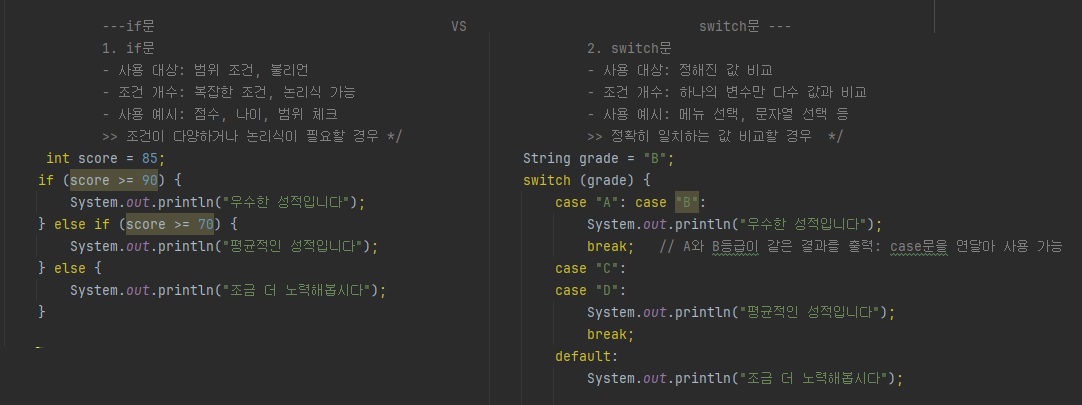 ---if문 VS switch문 ---
1. if문
- 사용 대상: 범위 조건, 불리언
- 조건 개수: 복잡한 조건, 논리식 가능
- 사용 예시: 점수, 나이, 범위 체크
>> 조건이 다양하거나 논리식이 필요할 경우 */
int score = 85;
if (score >= 90) {
System.out.println("우수한 성적입니다");
} else if (score >= 70) {
System.out.println("평균적인 성적입니다");
} else {
System.out.println("조금 더 노력해봅시다");
}
2. switch문
- 사용 대상: 정해진 값 비교
- 조건 개수: 하나의 변수만 다수 값과 비교
- 사용 예시: 메뉴 선택, 문자열 선택 등
>> 정확히 일치하는 값 비교할 경우 */
String grade = "B";
switch (grade) {
case "A": case "B":
System.out.println("우수한 성적입니다");
break; // A와 B등급이 같은 결과를 출력: case문을 연달아 사용 가능
case "C":
case "D":
System.out.println("평균적인 성적입니다");
break;
default:
System.out.println("조금 더 노력해봅시다");